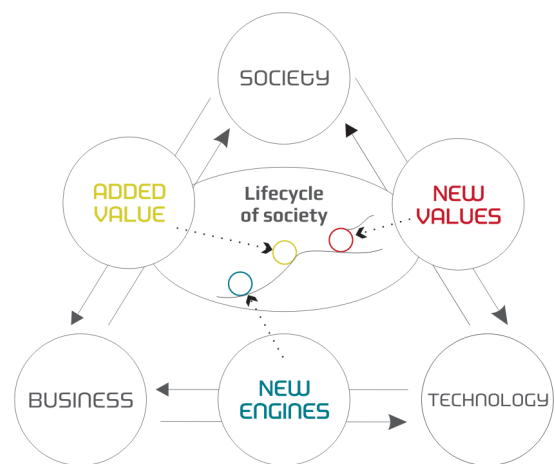 SOCIETY
ADDED
VALUE
Lifecycle
of society
NEW
VALUES
BUSINESS
NEW
ENGINES
TECHNOLOGY